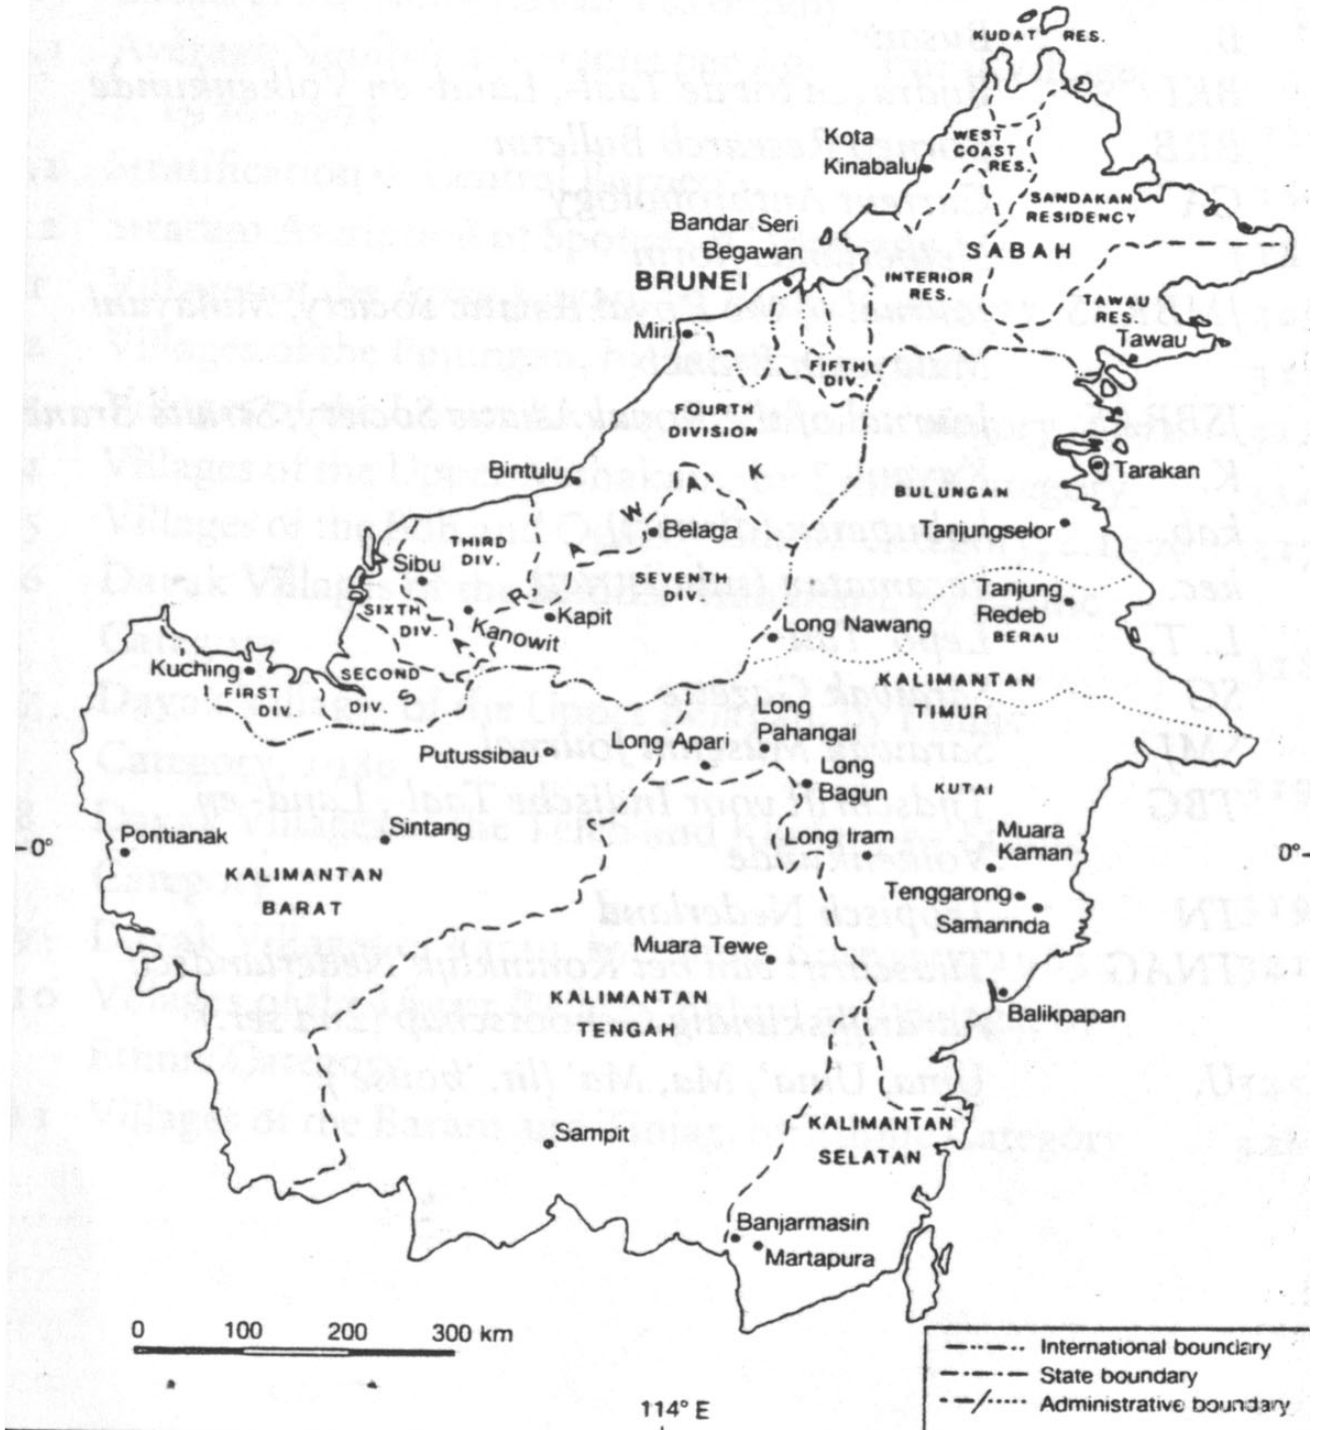 KUDAT RES.
Kota
Kinabalu
WEST
COAST
RES.
SANDAKAN
RESIDENCY
Bandar Seri
Begawan
SABAH
BRUNEI
INTERIOR
RES.
TAWAU
RES.
Miri
Tawau
FIFTH
DIV.
FOURTH
DIVISION
Bintulu
SARAWAK
Tarakan
BULUNGAN
Belaga
Tanjungselor
THIRD
DIV.
Sibu
SEVENTH
DIV.
Tanjung
Redeb
BERAU
SIXTH
DIV.
Kanowit
Kapit
Long Nawang
Kuching
SECOND
DIV.
FIRST
DIV.
KALIMANTAN
TIMUR
Long
Pahangai
Long Apari
Putussibau
Long
Bagun
KUTAI
Pontianak
Sintang
Long Iram
Muara
Kaman
0°
0°
KALIMANTAN
BARAT
Tenggarong
Samarinda
Muara Tewe
KALIMANTAN
TENGAH
Balikpapan
KALIMANTAN
SELATAN
Sampit
Banjarmasin
Martapura
0 100 200 300 km
International boundary
State boundary
Administrative boundary
114° E